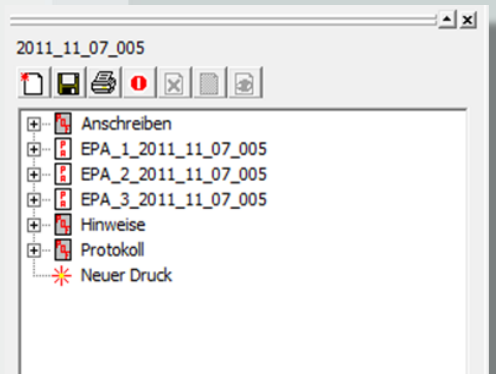 2011_11_07_005
Anschreiben
EPA_1_2011_11_07_005
EPA_2_2011_11_07_005
EPA_3_2011_11_07_005
Hinweise
Protokoll
Neuer Druck